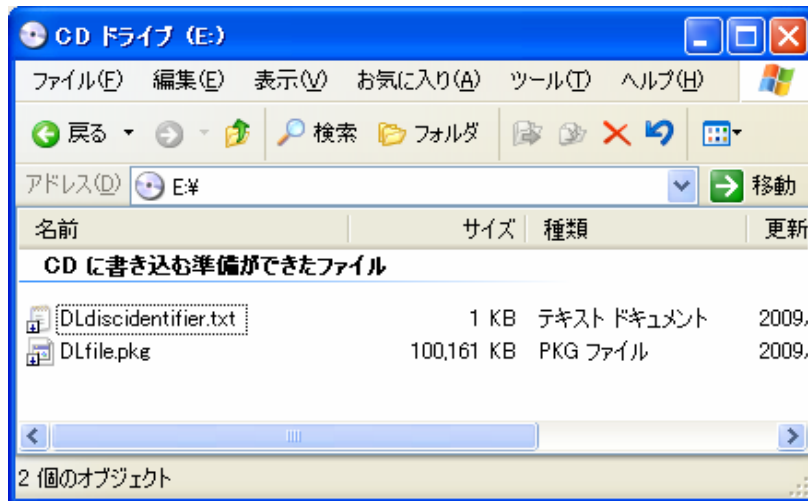 CD ドライブ (E:)
ファイル(F) 編集(E) 表示(V) お気に入り(A) ツール(T) ヘルプ(H)
戻る 検索 フォルダ
アドレス(D) E:¥ 移動
名前 サイズ 種類 更新
CD に書き込む準備ができたファイル
DLdiscidentifier.txt 1 KB テキスト ドキュメント 2009/
DLfile.pkg 100,161 KB PKG ファイル 2009/
2 個のオブジェクト